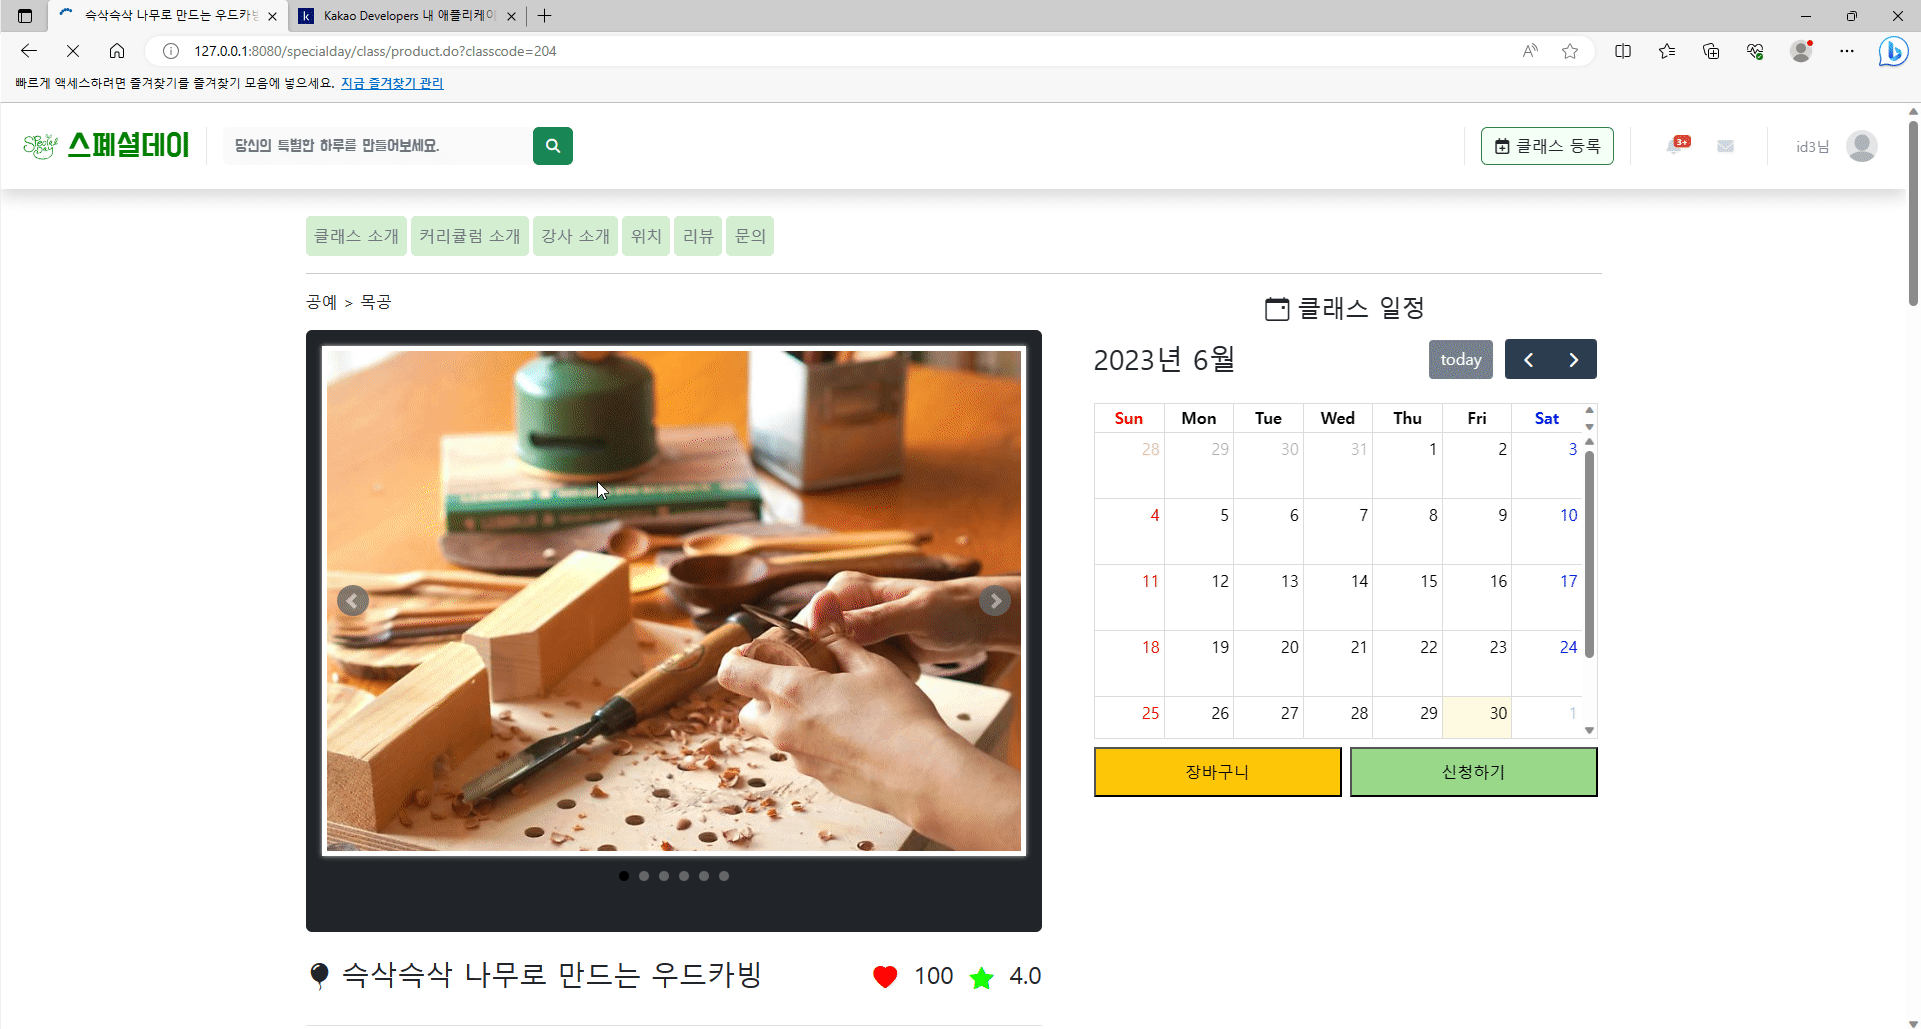 슥삭슥삭 나무로 만드는 우드카빙
Kakao Developers 내 애플리케이
127.0.0.1:8080/specialday/class/product.do?classcode=204
빠르게 액세스하려면 즐겨찾기를 즐겨찾기 모음에 넣으세요. 지금 즐겨찾기 관리
Special Day 스페셜데이
당신의 특별한 하루를 만들어보세요.
클래스 등록
3+
id3님
클래스 소개 커리큘럼 소개 강사 소개 위치 리뷰 문의
공예 > 목공
클래스 일정
2023년 6월
today
Sun Mon Tue Wed Thu Fri Sat
28 29 30 31 1 2 3
4 5 6 7 8 9 10
11 12 13 14 15 16 17
18 19 20 21 22 23 24
25 26 27 28 29 30 1
장바구니 신청하기
슥삭슥삭 나무로 만드는 우드카빙
100 4.0